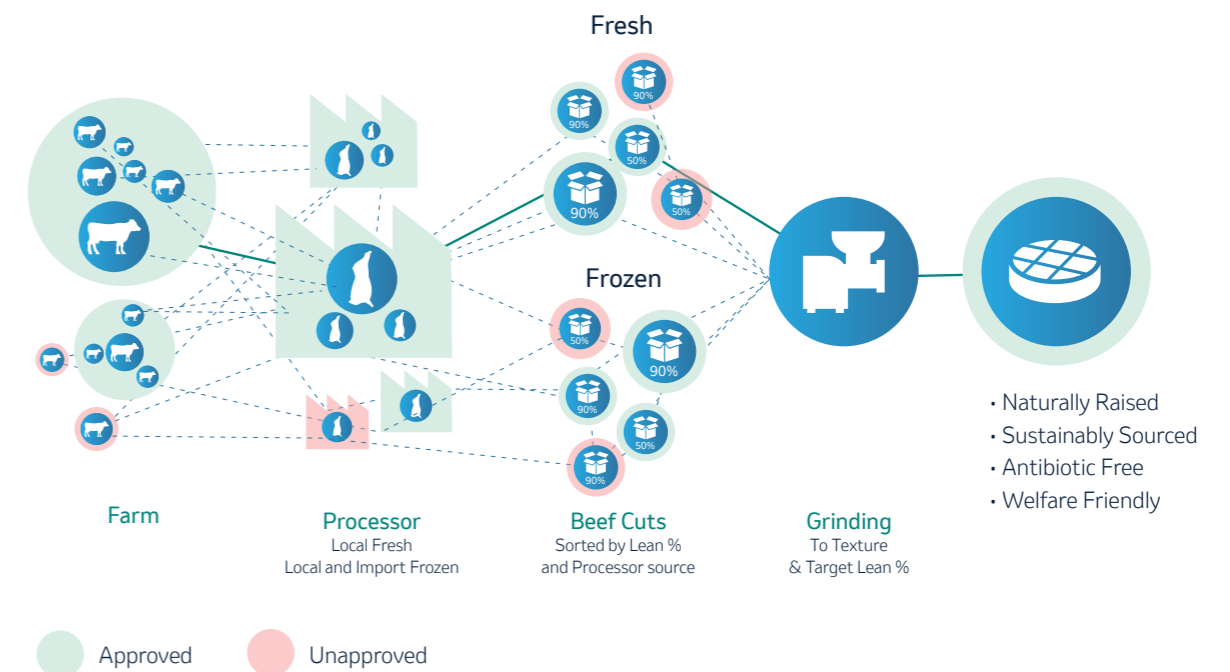 Fresh
90%
90%
50%
90%
50%
Frozen
50%
90%
90%
50%
90%
• Naturally Raised
• Sustainably Sourced
• Antibiotic Free
• Welfare Friendly
Farm
Processor
Local Fresh
Local and Import Frozen
Beef Cuts
Sorted by Lean %
and Processor source
Grinding
To Texture
& Target Lean %
Approved
Unapproved